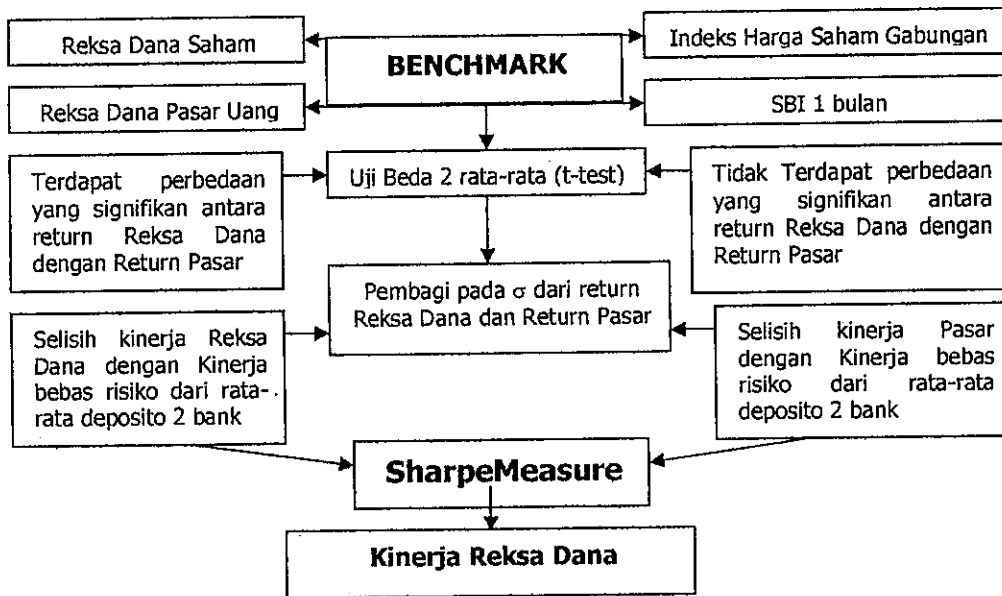 Reksa Dana Saham
BENCHMARK
Indeks Harga Saham Gabungan
Reksa Dana Pasar Uang
SBI 1 bulan
Terdapat perbedaan
yang signifikan antara
return Reksa Dana
dengan Return Pasar
Uji Beda 2 rata-rata (t-test)
Tidak Terdapat perbedaan
yang signifikan antara
return Reksa Dana dengan
Return Pasar
Pembagi pada σ dari return
Reksa Dana dan Return Pasar
Selisih kinerja Reksa
Dana dengan Kinerja
bebas risiko dari rata-
rata deposito 2 bank
Selisih kinerja Pasar
dengan Kinerja bebas
risiko dari rata-rata
deposito 2 bank
SharpeMeasure
Kinerja Reksa Dana